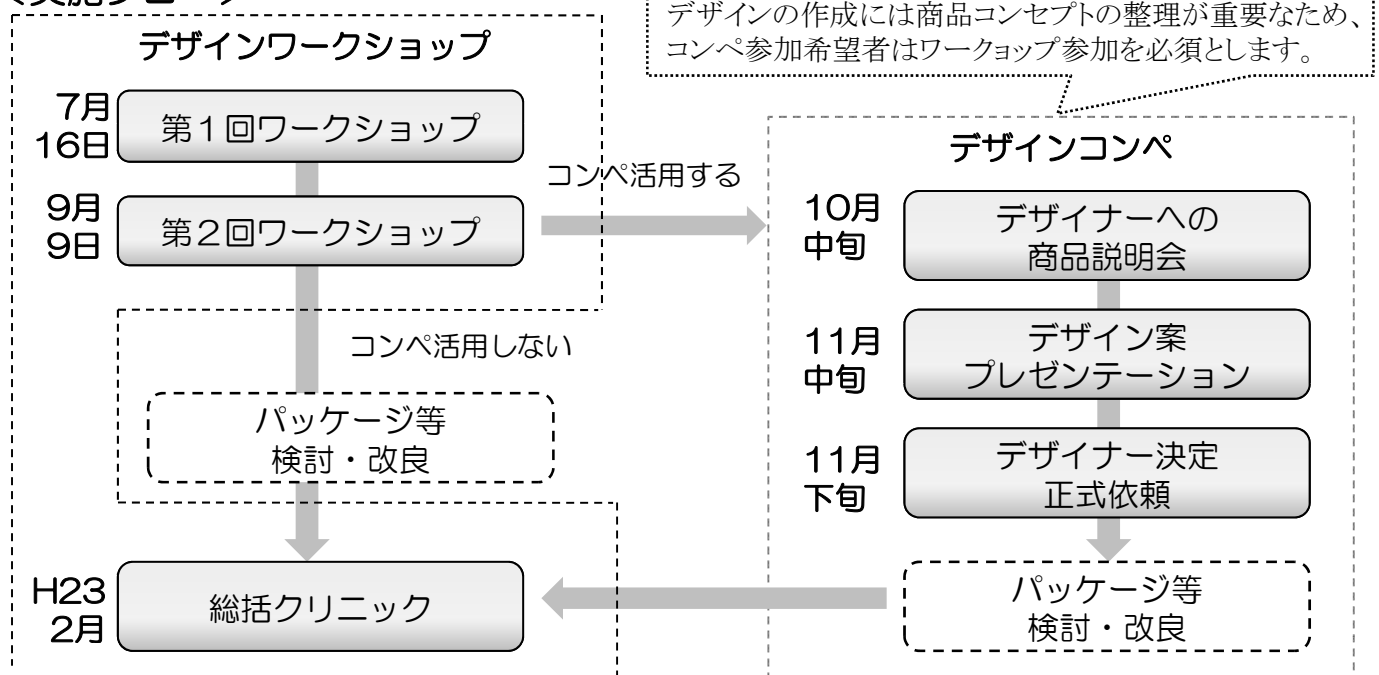 デザインの作成には商品コンセプトの整理が重要なため、
コンペ参加希望者はワークョップ参加を必須とします。
デザインワークショップ
7月
16日
第1回ワークショップ
9月
9日
第2回ワークショップ
コンペ活用する
コンペ活用しない
パッケージ等
検討・改良
H23
2月
総括クリニック
デザインコンペ
10月
中旬
デザイナーへの
商品説明会
11月
中旬
デザイン案
プレゼンテーション
11月
下旬
デザイナー決定
正式依頼
パッケージ等
検討・改良